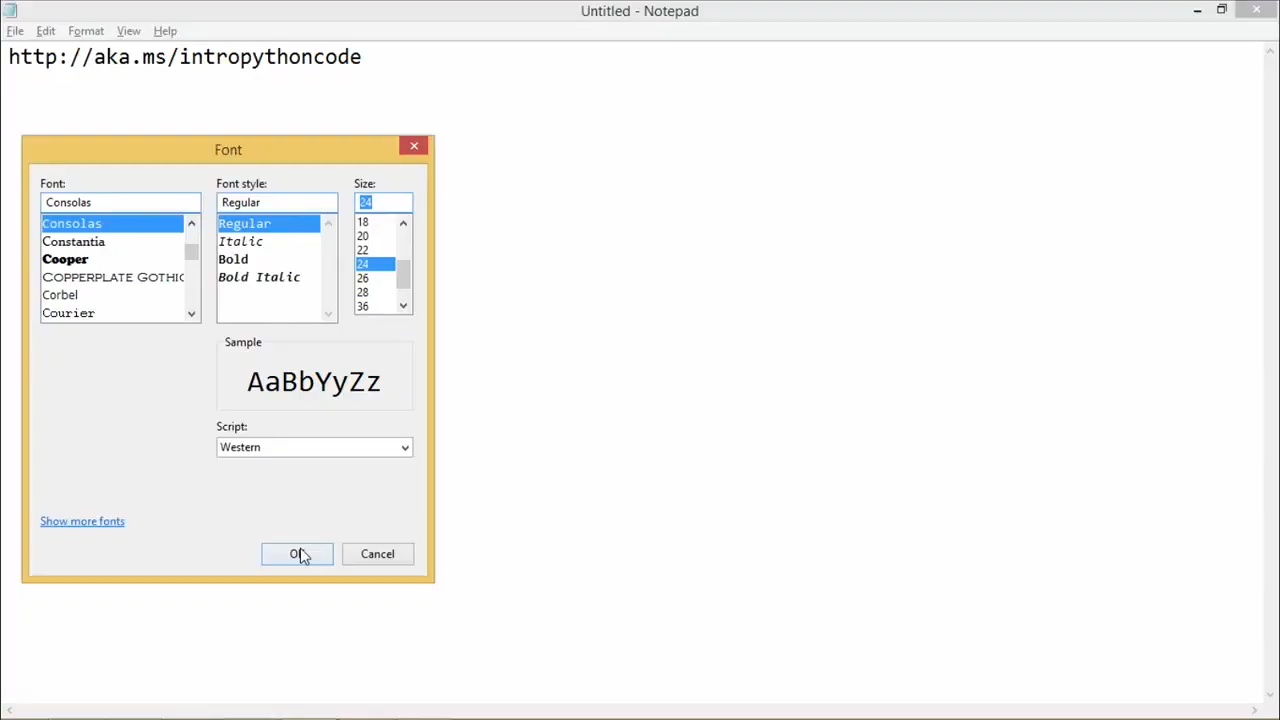 Untitled - Notepad
File Edit Format View Help
http://aka.ms/intropythoncode
Font
Font: Font style: Size:
Consolas Regular 24
Consolas Regular 18
Constantia Italic 20
Cooper Bold 22
COPPERPLATE GOTHIC Bold Italic 24
Corbel 26
Courier 28
36
Sample
AaBbYyZz
Script:
Western
Show more fonts
OK Cancel